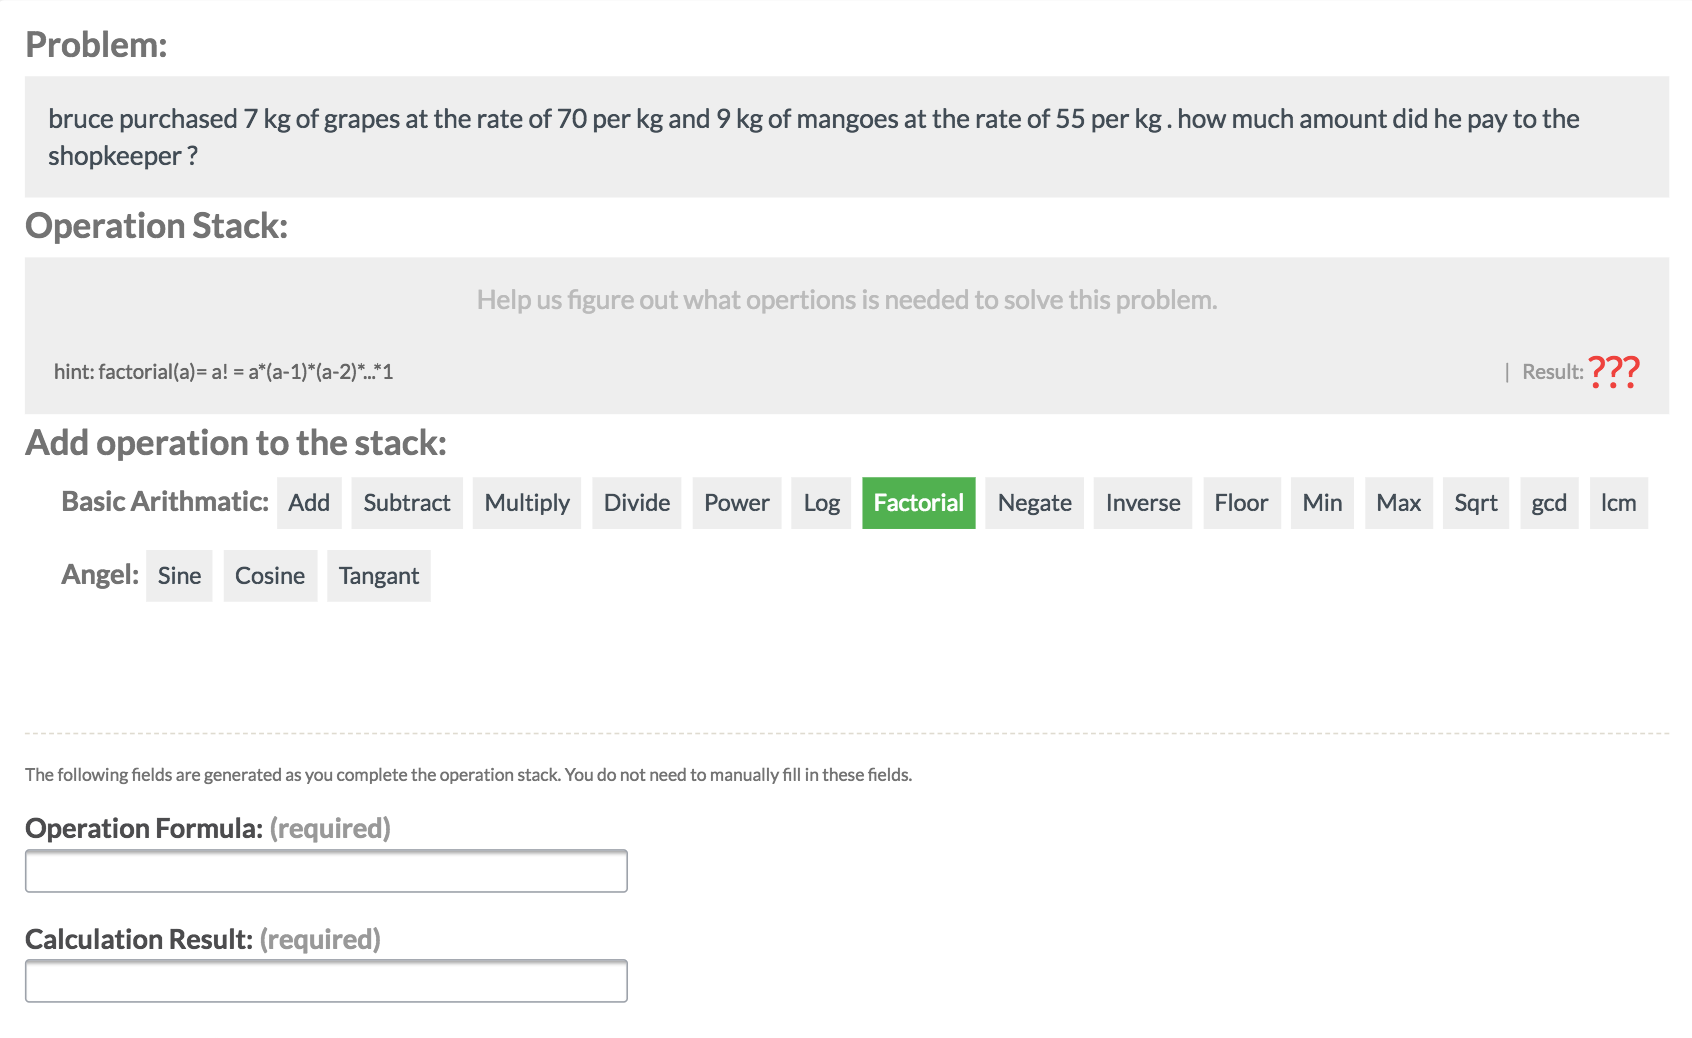 Problem:
bruce purchased 7 kg of grapes at the rate of 70 per kg and 9 kg of mangoes at the rate of 55 per kg . how much amount did he pay to the
shopkeeper ?
Operation Stack:
Help us figure out what opertions is needed to solve this problem.
hint: factorial(a)= a! = a*(a-1)*(a-2)*...*1 | Result: ???
Add operation to the stack:
Basic Arithmatic: Add Subtract Multiply Divide Power Log Factorial Negate Inverse Floor Min Max Sqrt gcd lcm
Angel: Sine Cosine Tangant
The following fields are generated as you complete the operation stack. You do not need to manually fill in these fields.
Operation Formula: (required)
Calculation Result: (required)